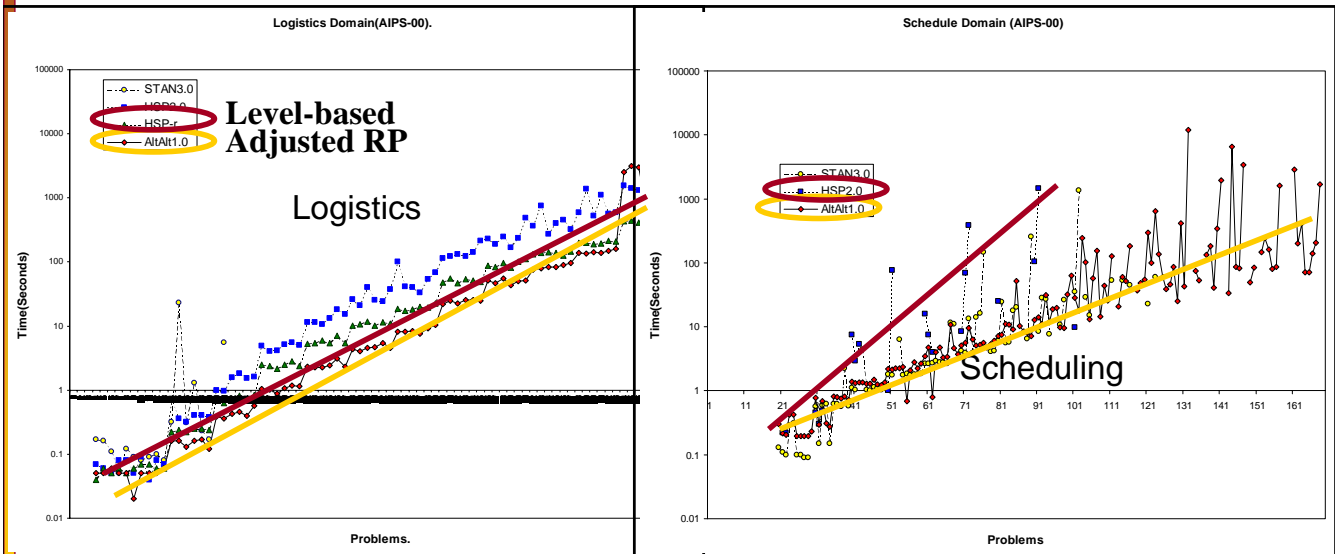 Logistics Domain(AIPS-00).
100000
10000
1000
100
10
1
0.1
0.01
Time(Seconds)
STAN3.0
HSP2.0
HSP-r
AltAlt1.0
Level-based
Adjusted RP
Logistics
Problems.
Schedule Domain (AIPS-00)
100000
10000
1000
100
10
1
0.1
0.01
Time(Seconds)
STAN3.0
HSP2.0
AltAlt1.0
Scheduling
1 11 21 31 41 51 61 71 81 91 101 111 121 131 141 151 161
Problems